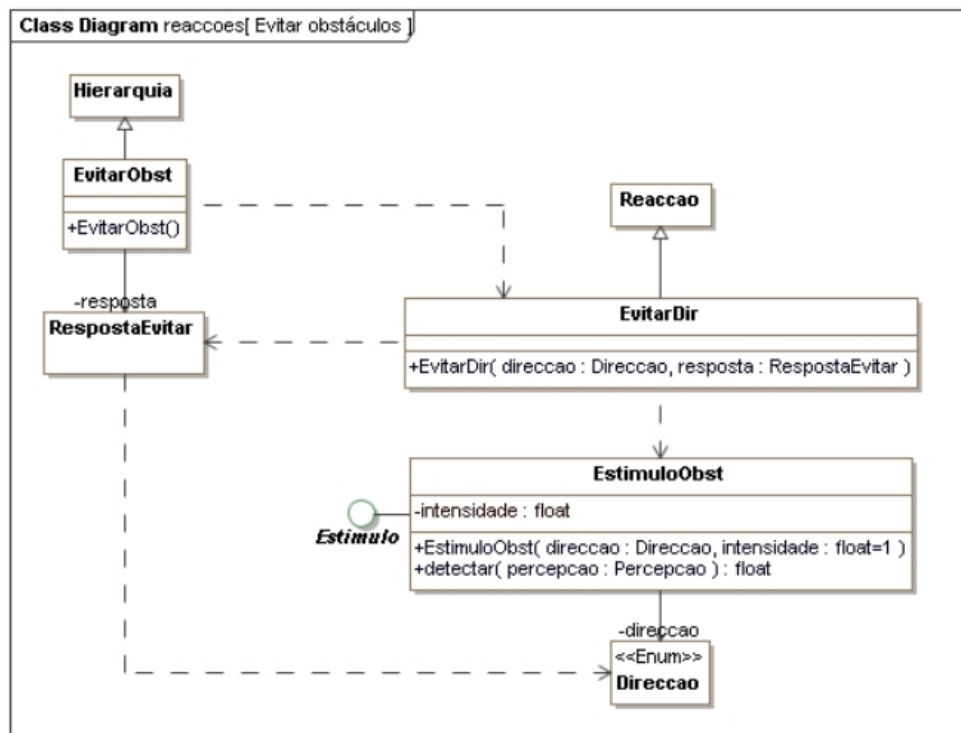 Class Diagram reaccoes[ Evitar obstáculos ]
Hierarquia
EvitarObst
+EvitarObst()
Reaccao
-resposta
RespostaEvitar
EvitarDir
+EvitarDir( direccao : Direccao, resposta : RespostaEvitar )
EstimuloObst
-intensidade : float
Estimulo
+EstimuloObst( direccao : Direccao, intensidade : float=1 )
+detectar( percepcao : Percepcao ) : float
-direccao
<<Enum>>
Direccao